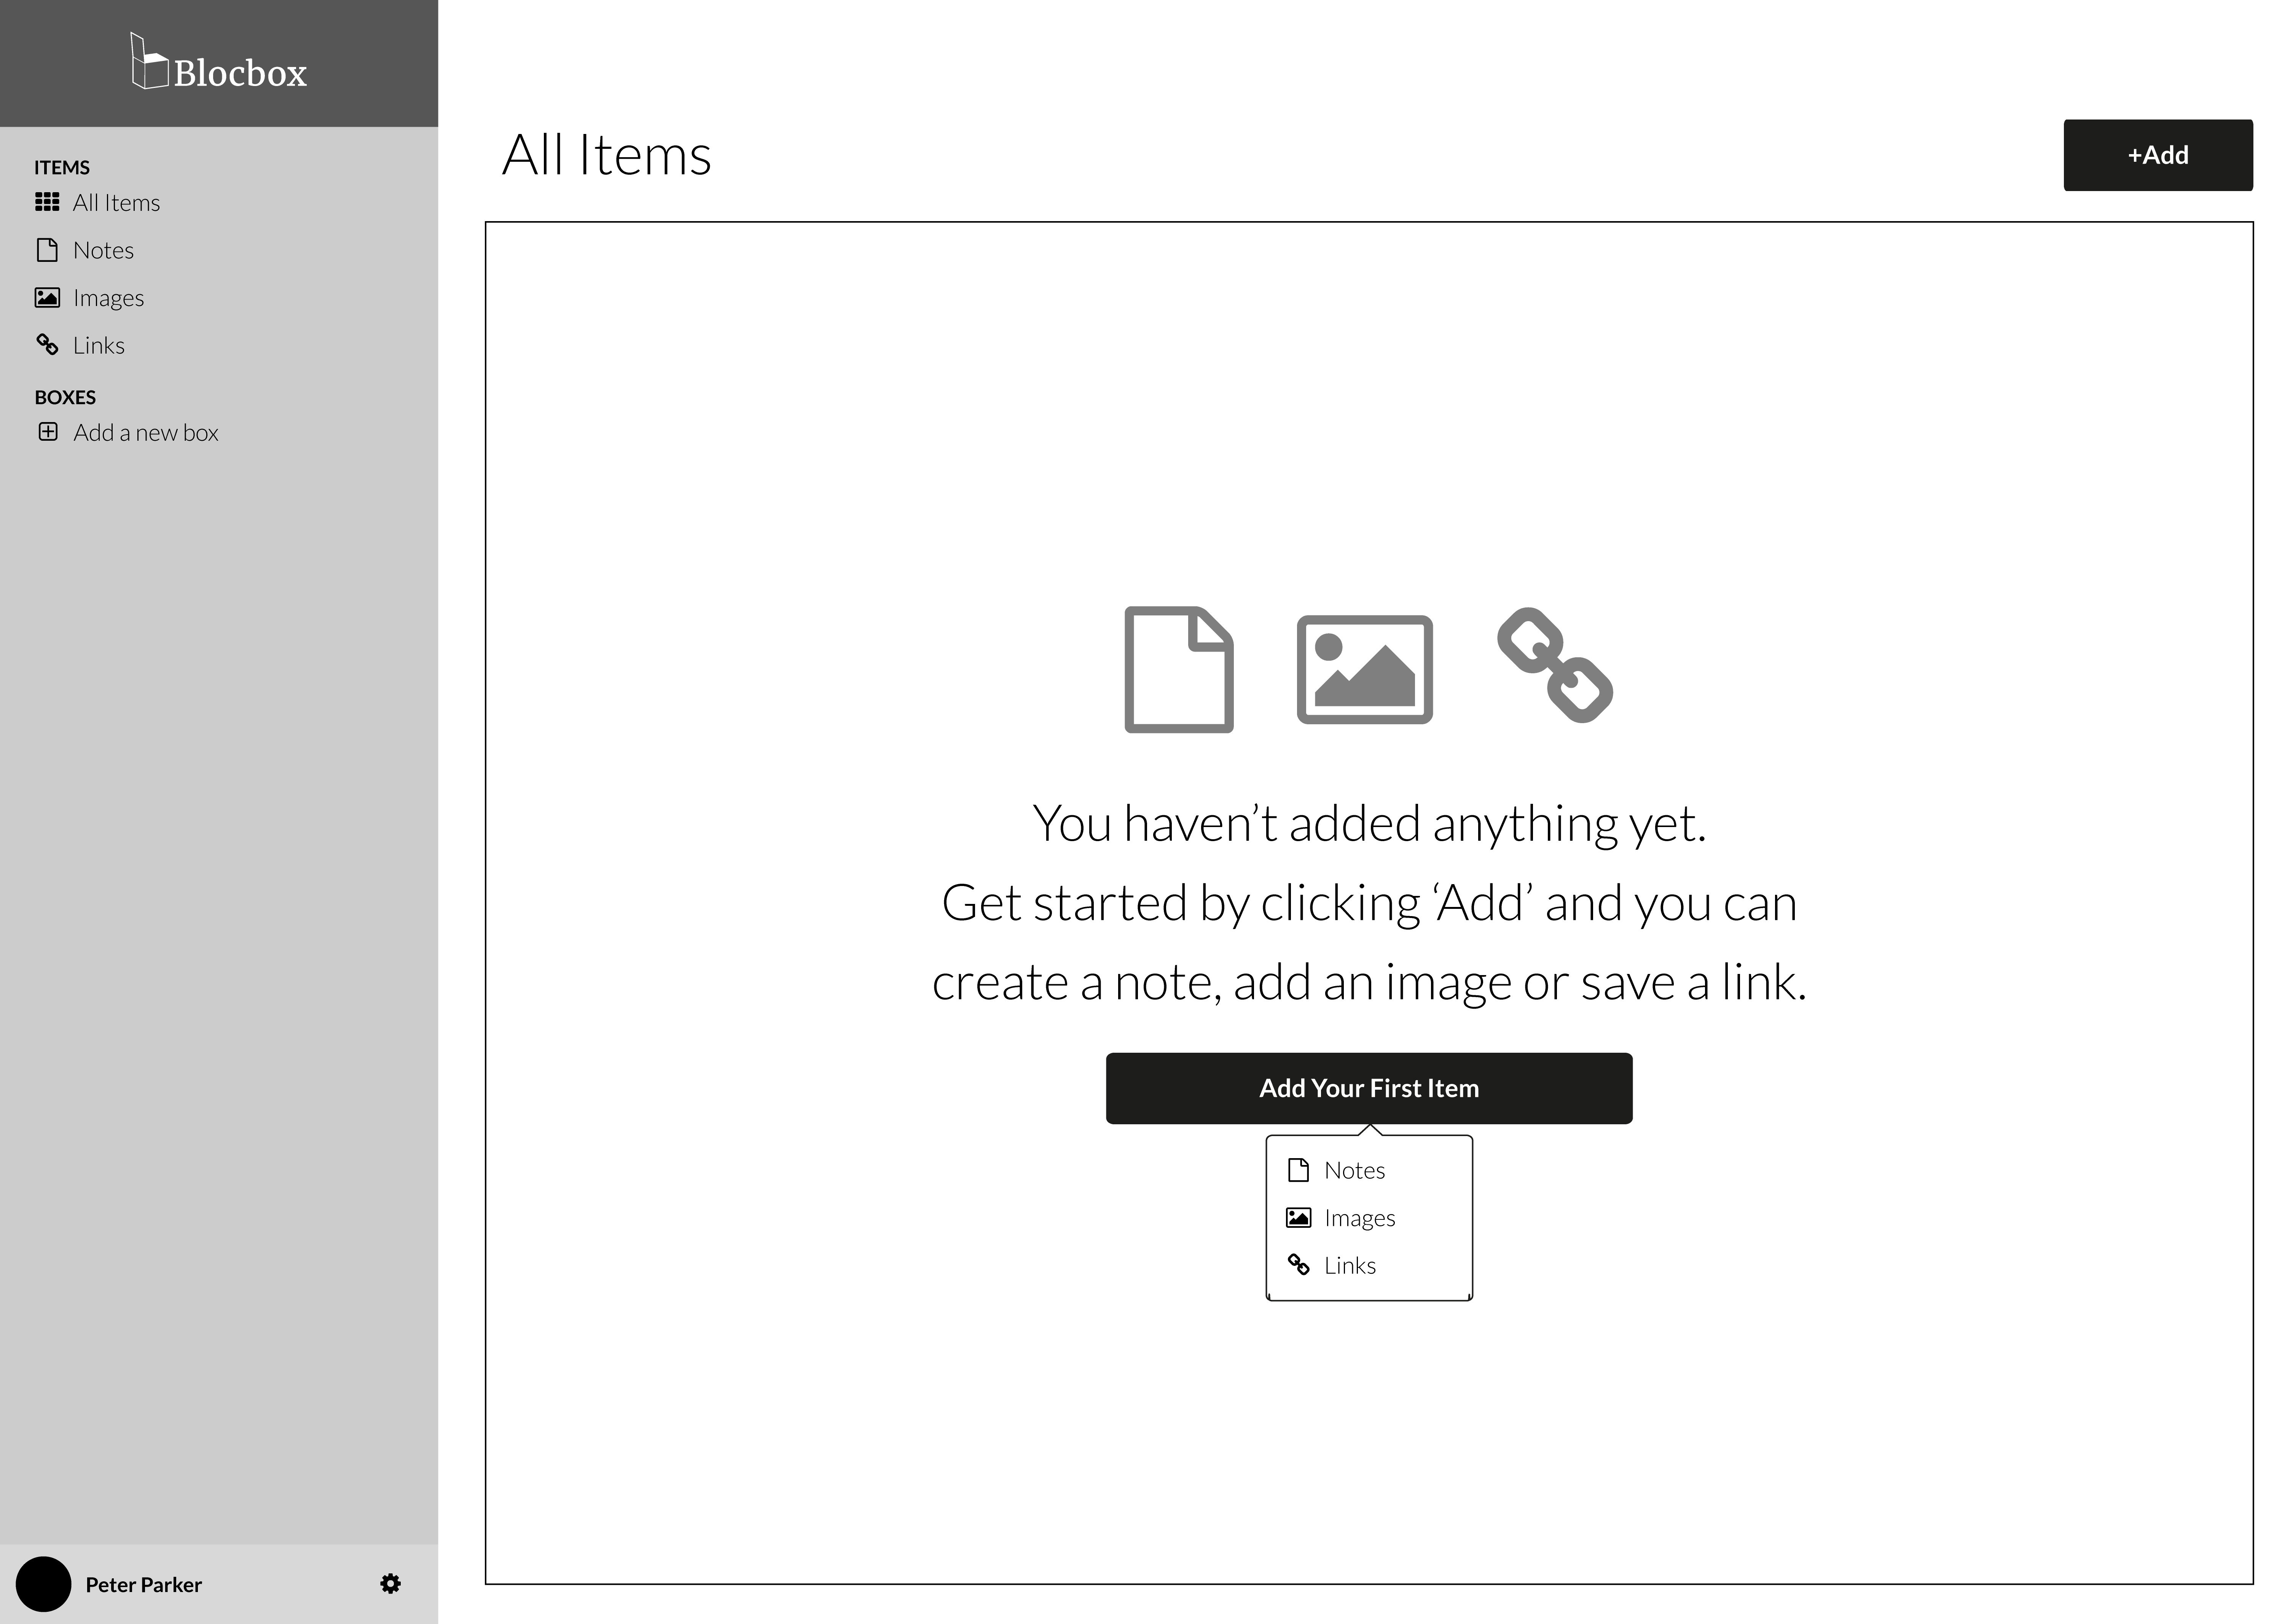 Blocbox
ITEMS
All Items
Notes
Images
Links
BOXES
Add a new box
Peter Parker
All Items
+Add
You haven’t added anything yet.
Get started by clicking ‘Add’ and you can
create a note, add an image or save a link.
Add Your First Item
Notes
Images
Links